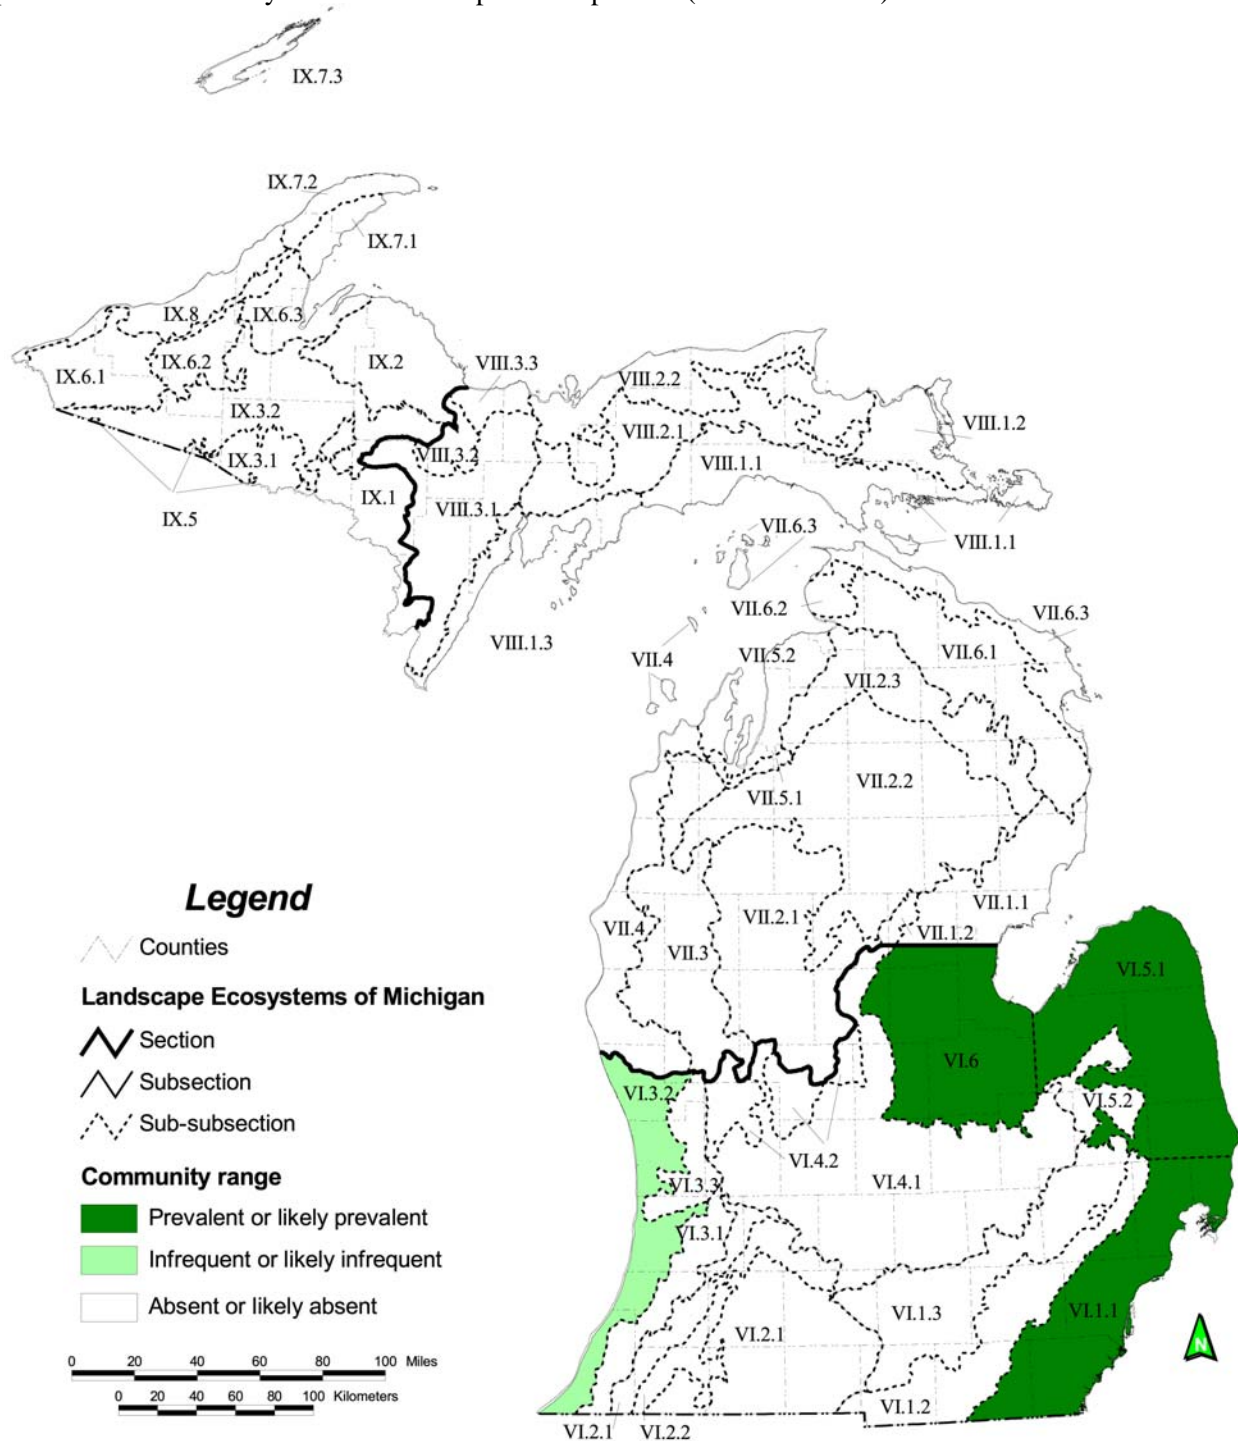 IX.7.3
IX.7.2
IX.7.1
IX.8
IX.6.3
IX.6.2
IX.6.1
IX.2
VIII.3.3
VIII.2.2
IX.3.2
VIII.2.1
VIII.1.2
VIII.3.2
IX.3.1
VIII.1.1
IX.1
VIII.3.1
IX.5
VII.6.3
VIII.1.1
VII.6.2
VII.6.3
VIII.1.3
VII.4
VII.5.2
VII.6.1
VII.2.3
VII.2.2
VII.5.1
Legend
Counties
Landscape Ecosystems of Michigan
Section
Subsection
Sub-subsection
Community range
Prevalent or likely prevalent
Infrequent or likely infrequent
Absent or likely absent
0 20 40 60 80 100 Miles
0 20 40 60 80 100 Kilometers
VII.1.1
VII.2.1
VII.4
VII.1.2
VII.3
VI.5.1
VI.6
VI.3.2
VI.5.2
VI.4.2
VI.4.1
VI.3.3
VI.3.1
VI.1.3
VI.1.1
VI.2.1
VI.1.2
VI.2.1
VI.2.2
N